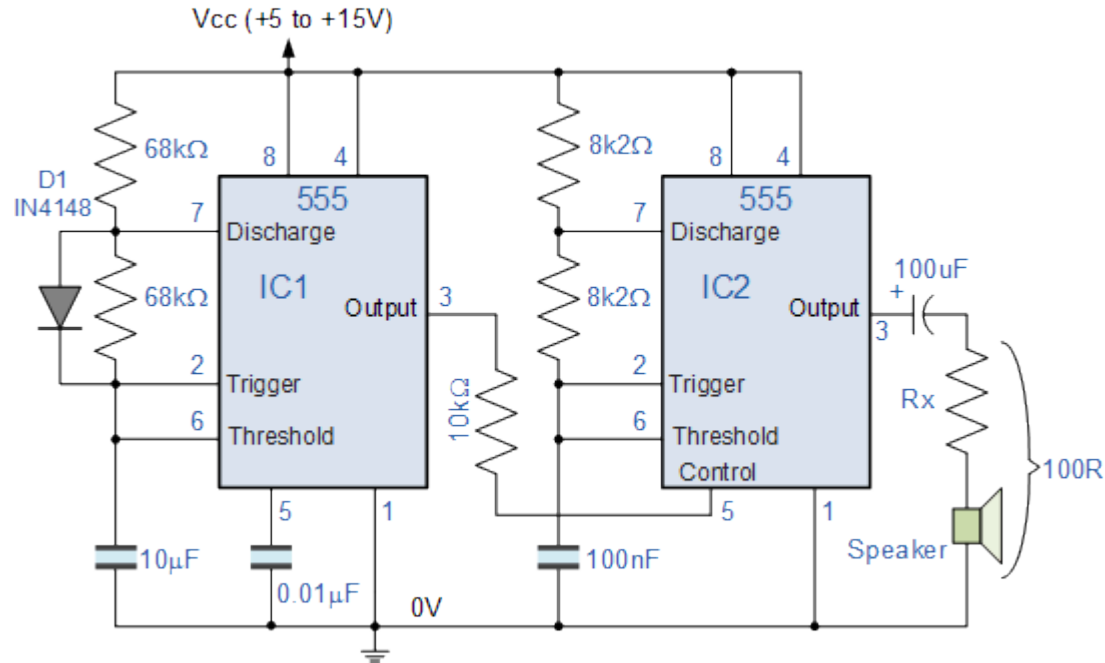 Vcc (+5 to +15V)
68kΩ
8
4
8k2Ω
8
4
D1
IN4148
555
555
7
Discharge
7
Discharge
68kΩ
IC1
8k2Ω
IC2
100uF
+
Output
3
Output
3
2
Trigger
10kΩ
2
Trigger
Rx
6
Threshold
6
Threshold
Control
100R
5
1
5
1
10μF
100nF
Speaker
0.01μF
0V